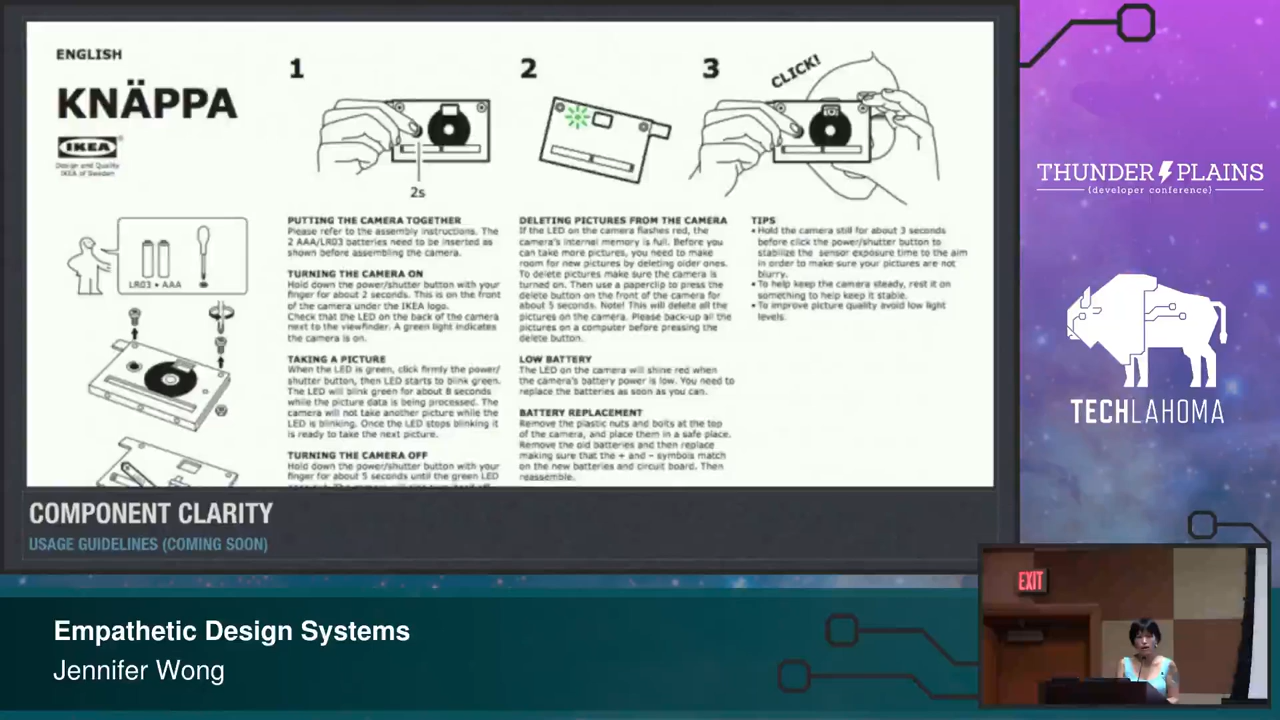 ENGLISH
KNÄPPA
IKEA
Design and Quality
IKEA of Sweden
LR03 • AAA
1
2s
2
3
CLICK!
PUTTING THE CAMERA TOGETHER
Please refer to the assembly instructions. The
2 AAA/LR03 batteries need to be inserted as
shown before assembling the camera.
TURNING THE CAMERA ON
Hold down the power/shutter button with your
finger for about 2 seconds. This is on the front
of the camera under the IKEA logo.
Check that the LED on the back of the camera
next to the viewfinder. A green light indicates
the camera is on.
TAKING A PICTURE
When the LED is green, click firmly the power/
shutter button, then LED starts to blink green.
The LED will blink green for about 8 seconds
while the picture data is being processed. The
camera will not take another picture while the
LED is blinking. Once the LED stops blinking it
is ready to take the next picture.
TURNING THE CAMERA OFF
Hold down the power/shutter button with your
finger for about 5 seconds until the green LED
DELETING PICTURES FROM THE CAMERA
If the LED on the camera flashes red, the
camera's internal memory is full. Before you
can take more pictures, you need to make
room for new pictures by deleting older ones.
To delete pictures make sure the camera is
turned on. Then use a paperclip to press the
delete button on the front of the camera for
about 5 seconds. Note! This will delete all the
pictures on the camera. Please back-up all the
pictures on a computer before pressing the
delete button.
LOW BATTERY
The LED on the camera will shine red when
the camera's battery power is low. You need to
replace the batteries as soon as you can.
BATTERY REPLACEMENT
Remove the plastic nuts and bolts at the top
of the camera, and place them in a safe place.
Remove the old batteries and then replace
making sure that the + and – symbols match
on the new batteries and circuit board. Then
reassemble.
TIPS
• Hold the camera still for about 3 seconds
before click the power/shutter button to
stabilize the sensor exposure time to the aim
in order to make sure your pictures are not
blurry.
• To help keep the camera steady, rest it on
something to help keep it stable.
• To improve picture quality avoid low light
levels.
COMPONENT CLARITY
USAGE GUIDELINES (COMING SOON)
THUNDER PLAINS
{developer conference}
TECHLAHOMA
EXIT
Empathetic Design Systems
Jennifer Wong